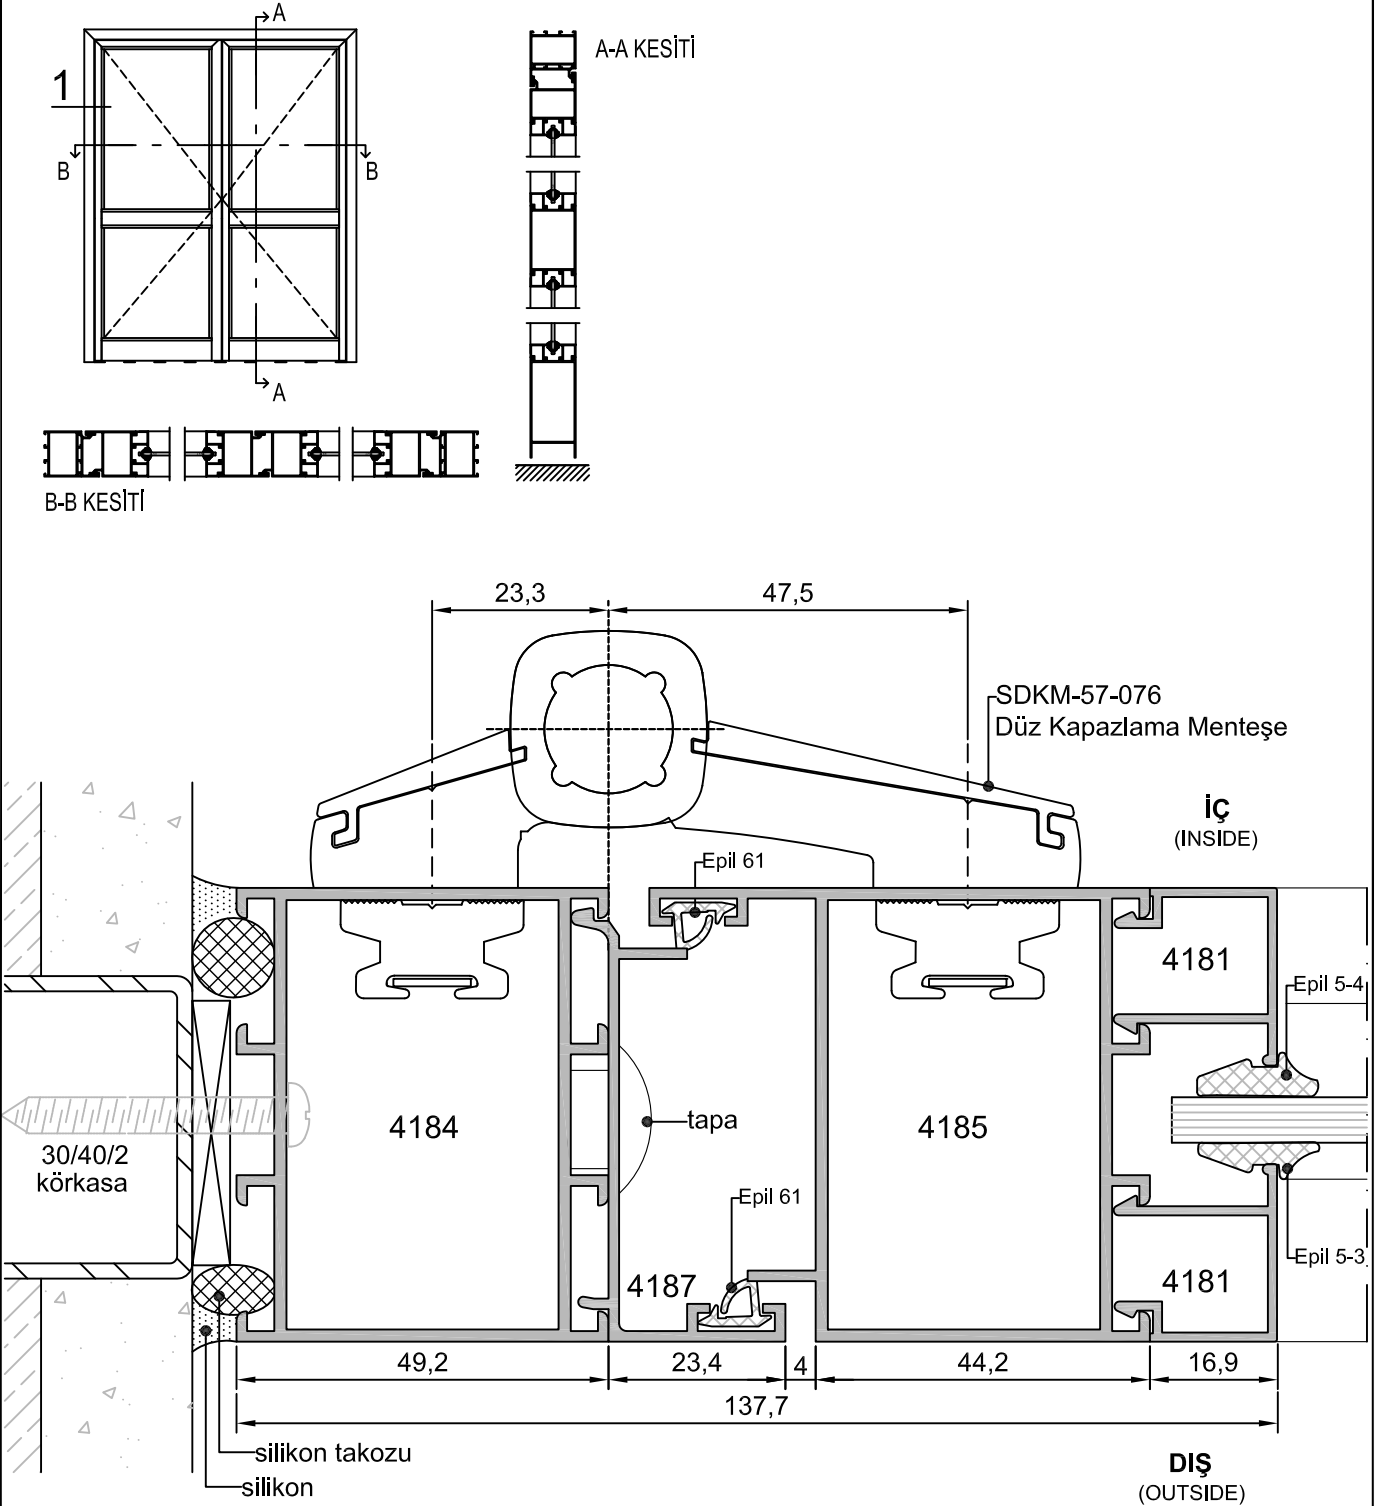 A
A-A KESİTİ
1
B
B
A
B-B KESİTİ
23,3
47,5
SDKM-57-076
Düz Kapazlama Menteşe
İÇ
(INSIDE)
Epil 61
4181
Epil 5-4
4184
tapa
4185
30/40/2
körkasa
Epil 61
Epil 5-3
4187
4181
49,2
23,4
4
44,2
16,9
137,7
silikon takozu
silikon
DIŞ
(OUTSIDE)